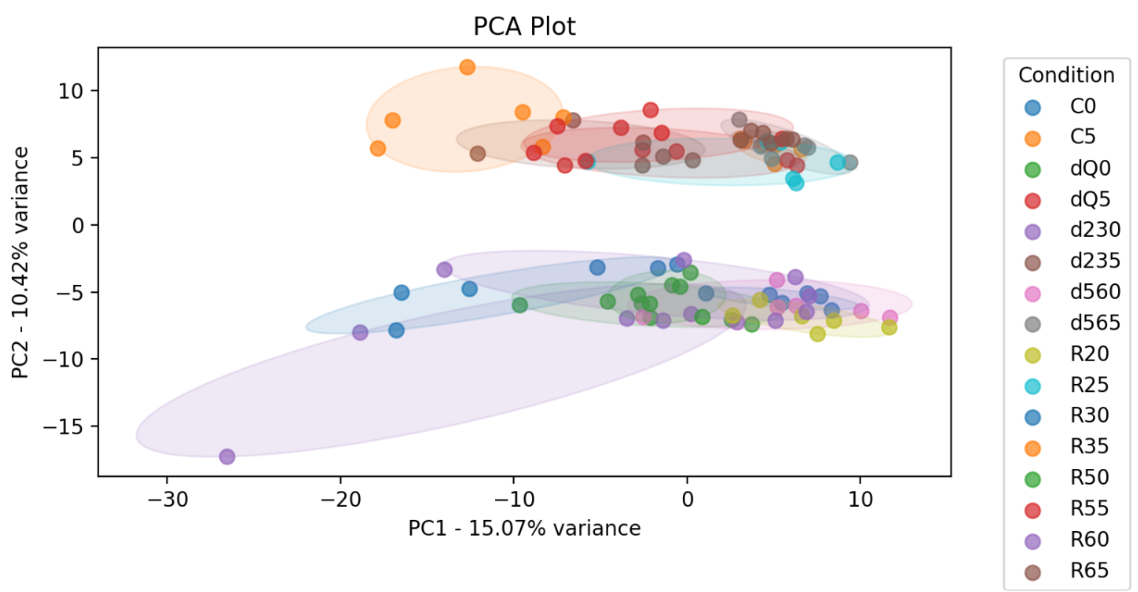 PCA Plot
10
5
0
−5
−10
−15
PC2 - 10.42% variance
−30
−20
−10
0
10
PC1 - 15.07% variance
Condition
C0
C5
dQ0
dQ5
d230
d235
d560
d565
R20
R25
R30
R35
R50
R55
R60
R65